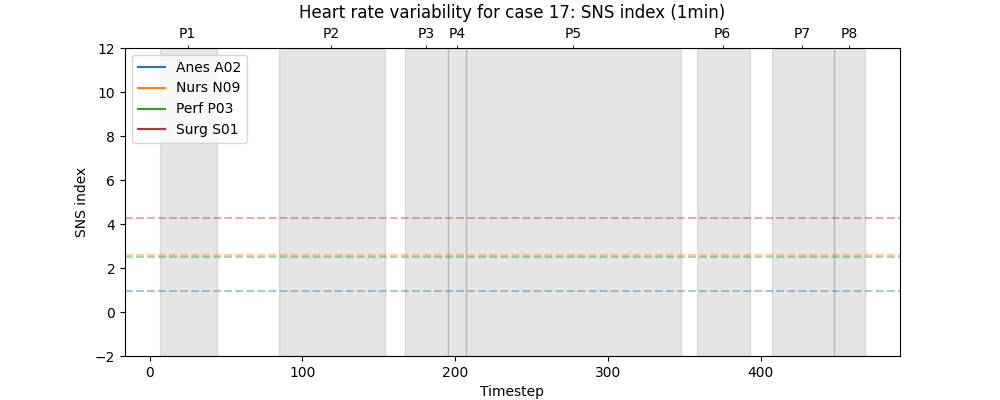 Heart rate variability for case 17: SNS index (1min)
P1 P2 P3 P4 P5 P6 P7 P8
12
10
8
6
4
2
0
−2
SNS index
Anes A02
Nurs N09
Perf P03
Surg S01
0 100 200 300 400
Timestep